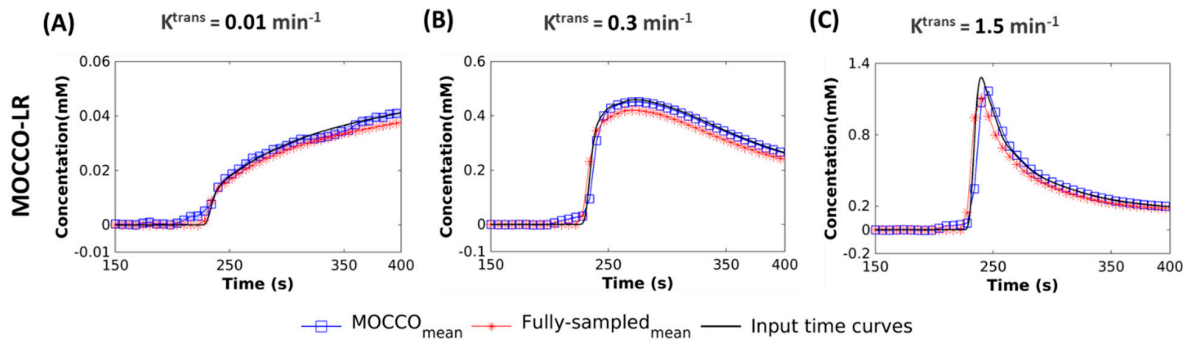 (A) K^trans = 0.01 min⁻¹
(B) K^trans = 0.3 min⁻¹
(C) K^trans = 1.5 min⁻¹
MOCCO-LR
Concentation(mM)
0.06
0.04
0.02
0
-0.01
150 250 350 400
Time (s)
Concentration(mM)
0.6
0.4
0.2
0
-0.1
150 250 350 400
Time (s)
Concentration(mM)
1.4
0.8
0.2
0
-0.2
150 250 350 400
Time (s)
MOCCO_mean Fully-sampled_mean Input time curves